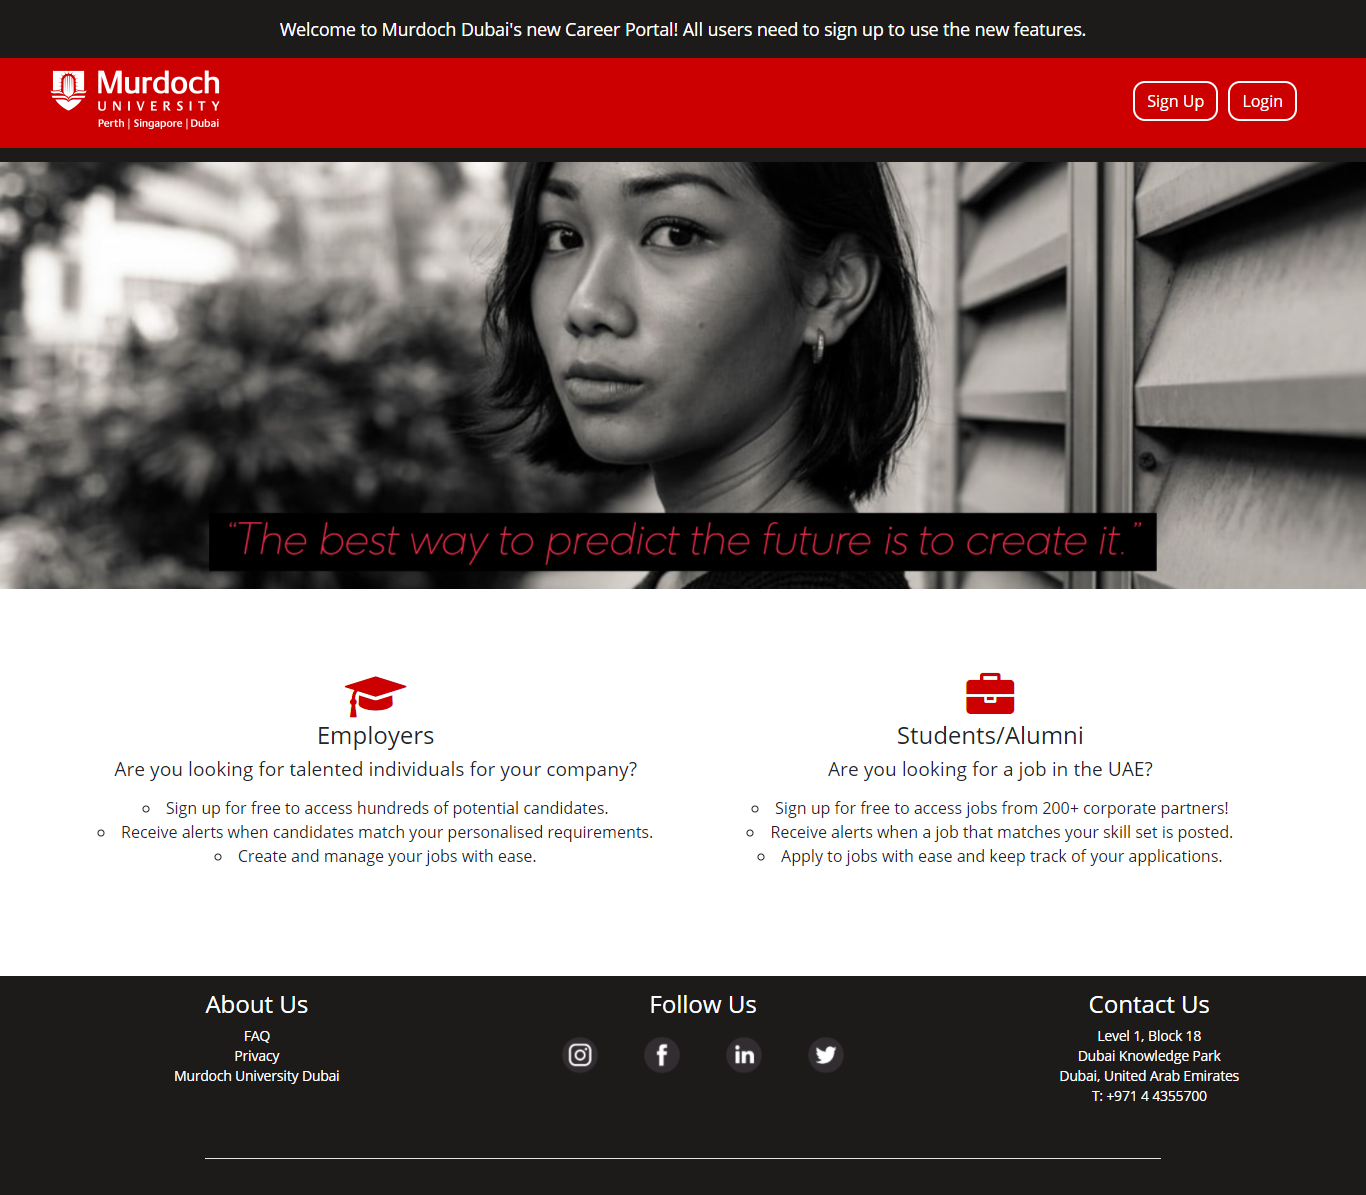 Welcome to Murdoch Dubai's new Career Portal! All users need to sign up to use the new features.
Murdoch
UNIVERSITY
Perth | Singapore | Dubai
Sign Up
Login
“The best way to predict the future is to create it.”
Employers
Are you looking for talented individuals for your company?
Sign up for free to access hundreds of potential candidates.
Receive alerts when candidates match your personalised requirements.
Create and manage your jobs with ease.
Students/Alumni
Are you looking for a job in the UAE?
Sign up for free to access jobs from 200+ corporate partners!
Receive alerts when a job that matches your skill set is posted.
Apply to jobs with ease and keep track of your applications.
About Us
FAQ
Privacy
Murdoch University Dubai
Follow Us
Contact Us
Level 1, Block 18
Dubai Knowledge Park
Dubai, United Arab Emirates
T: +971 4 4355700